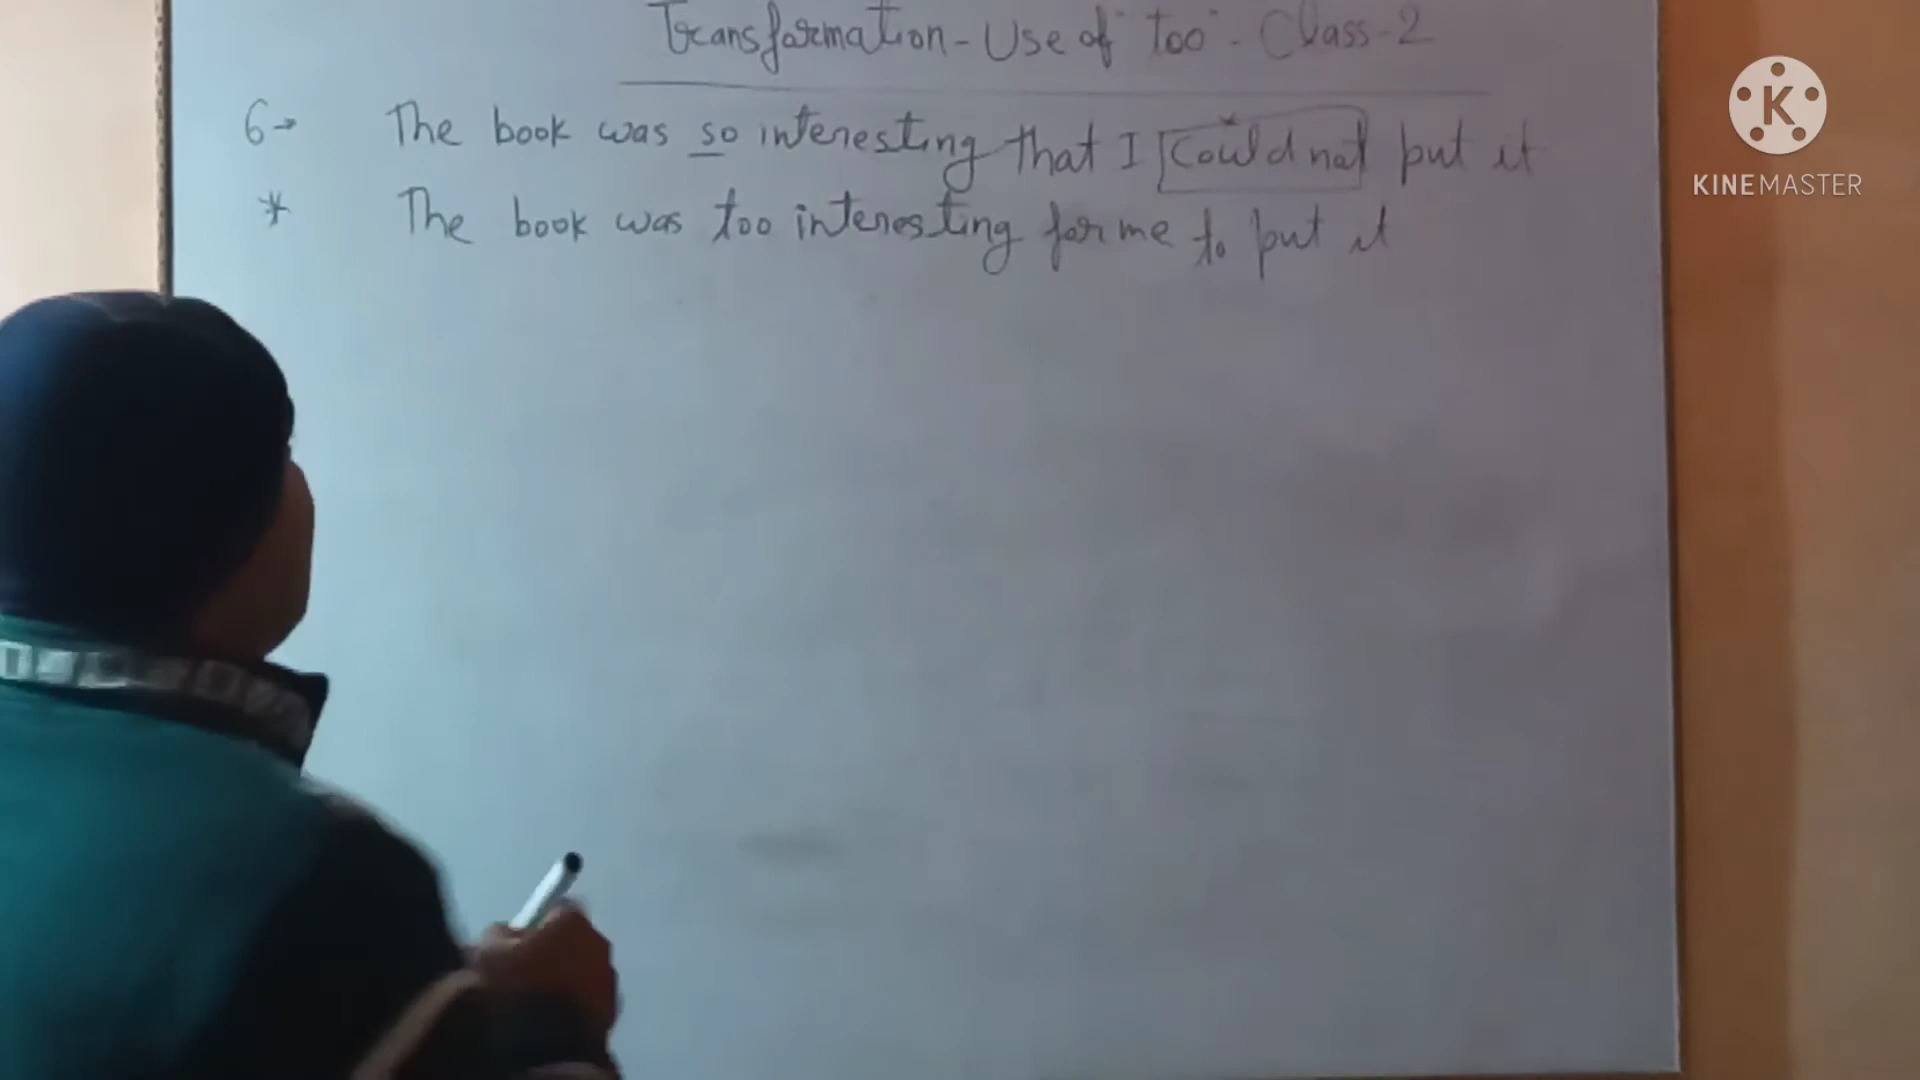 Transformation - Use of "too" - Class-2
6→ The book was so interesting that I could not put it
* The book was too interesting for me to put it
K
KINEMASTER